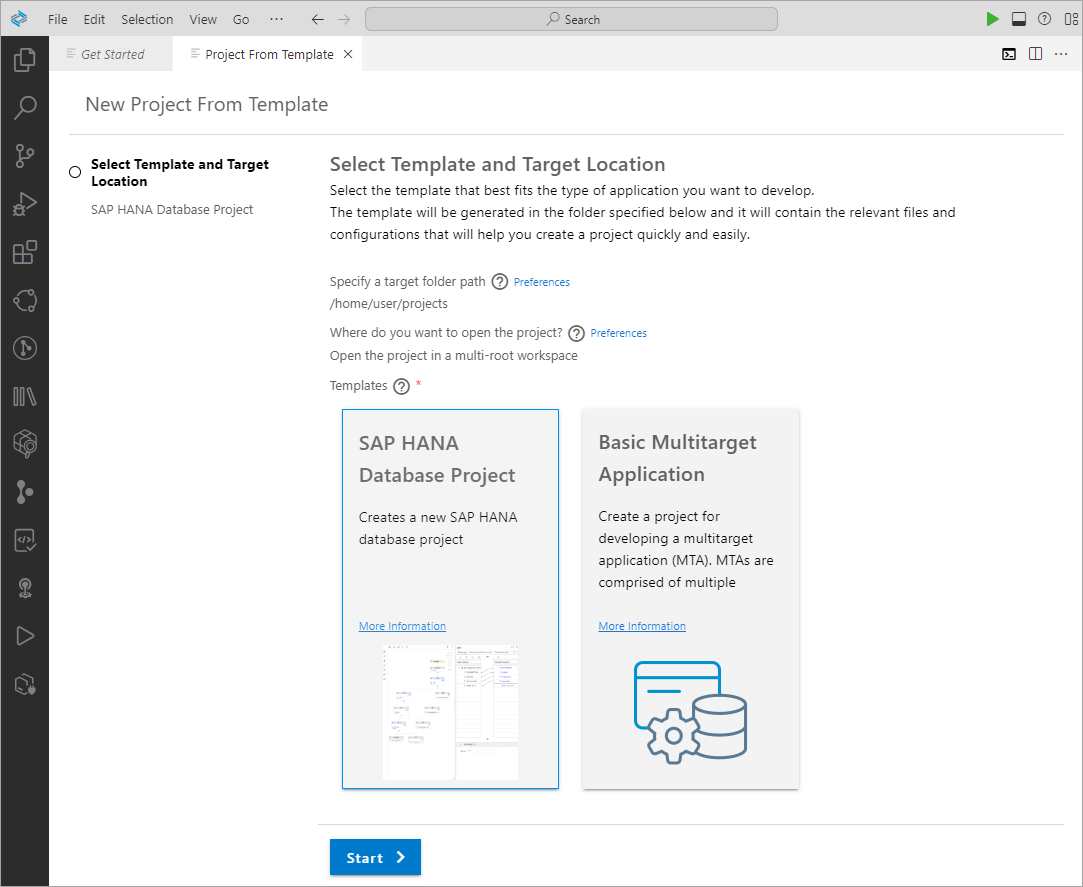 File Edit Selection View Go ··· Search
Get Started Project From Template
New Project From Template
Select Template and Target
Location
SAP HANA Database Project
Select Template and Target Location
Select the template that best fits the type of application you want to develop.
The template will be generated in the folder specified below and it will contain the relevant files and
configurations that will help you create a project quickly and easily.
Specify a target folder path ? Preferences
/home/user/projects
Where do you want to open the project? ? Preferences
Open the project in a multi-root workspace
Templates ? *
SAP HANA
Database Project
Creates a new SAP HANA
database project
More Information
Basic Multitarget
Application
Create a project for
developing a multitarget
application (MTA). MTAs are
comprised of multiple
More Information
Start